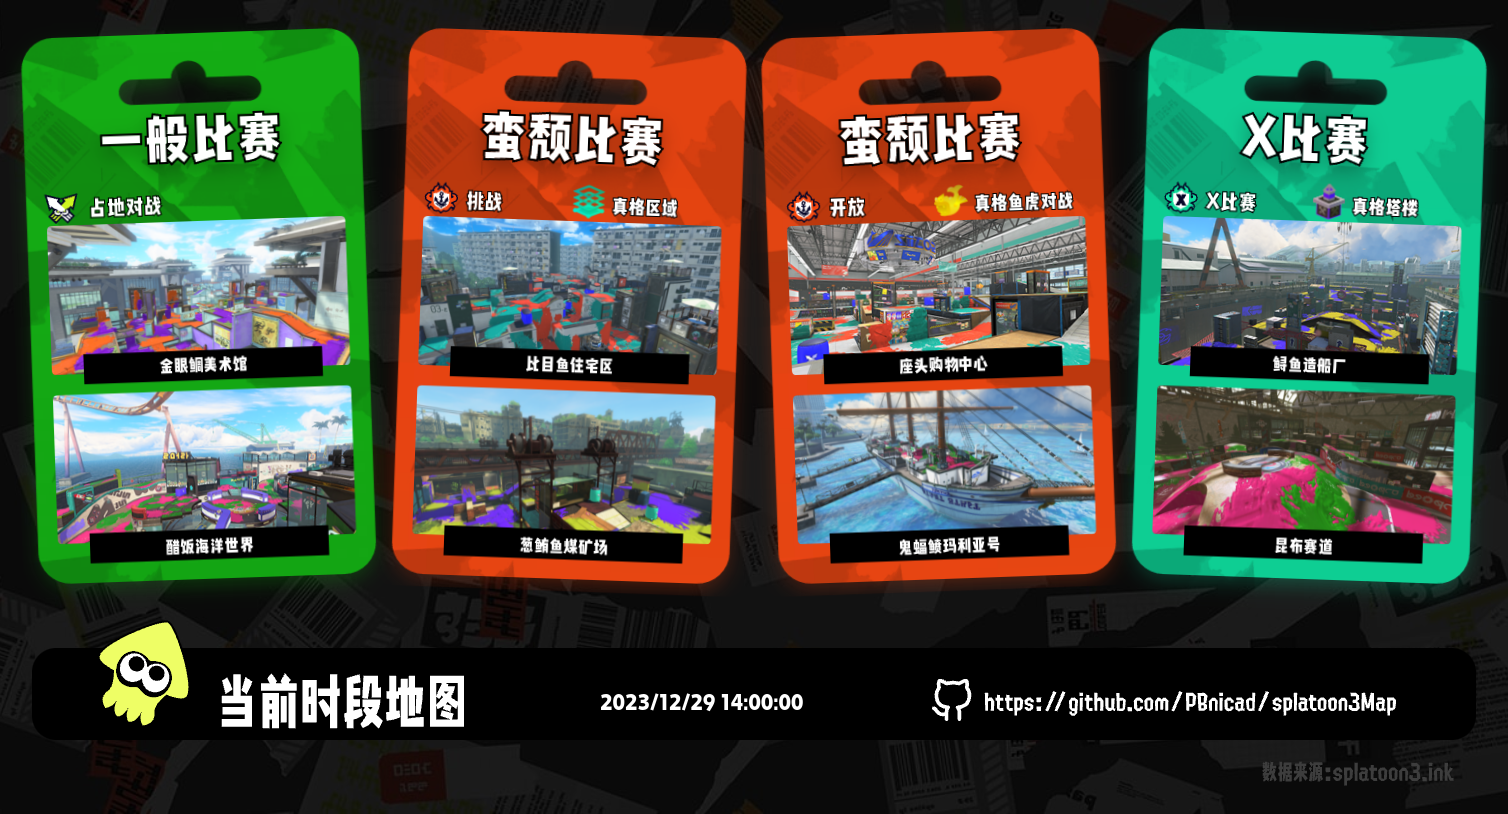 一般比赛
占地对战
金眼鲷美术馆
醋饭海洋世界
蛮颓比赛
挑战
真格区域
比目鱼住宅区
葱鲔鱼煤矿场
蛮颓比赛
开放
真格鱼虎对战
座头购物中心
鬼蝠鲼玛利亚号
X比赛
X比赛
真格塔楼
鲟鱼造船厂
昆布赛道
当前时段地图
2023/12/29 14:00:00
https://github.com/PBnicad/splatoon3Map
数据来源:splatoon3.ink